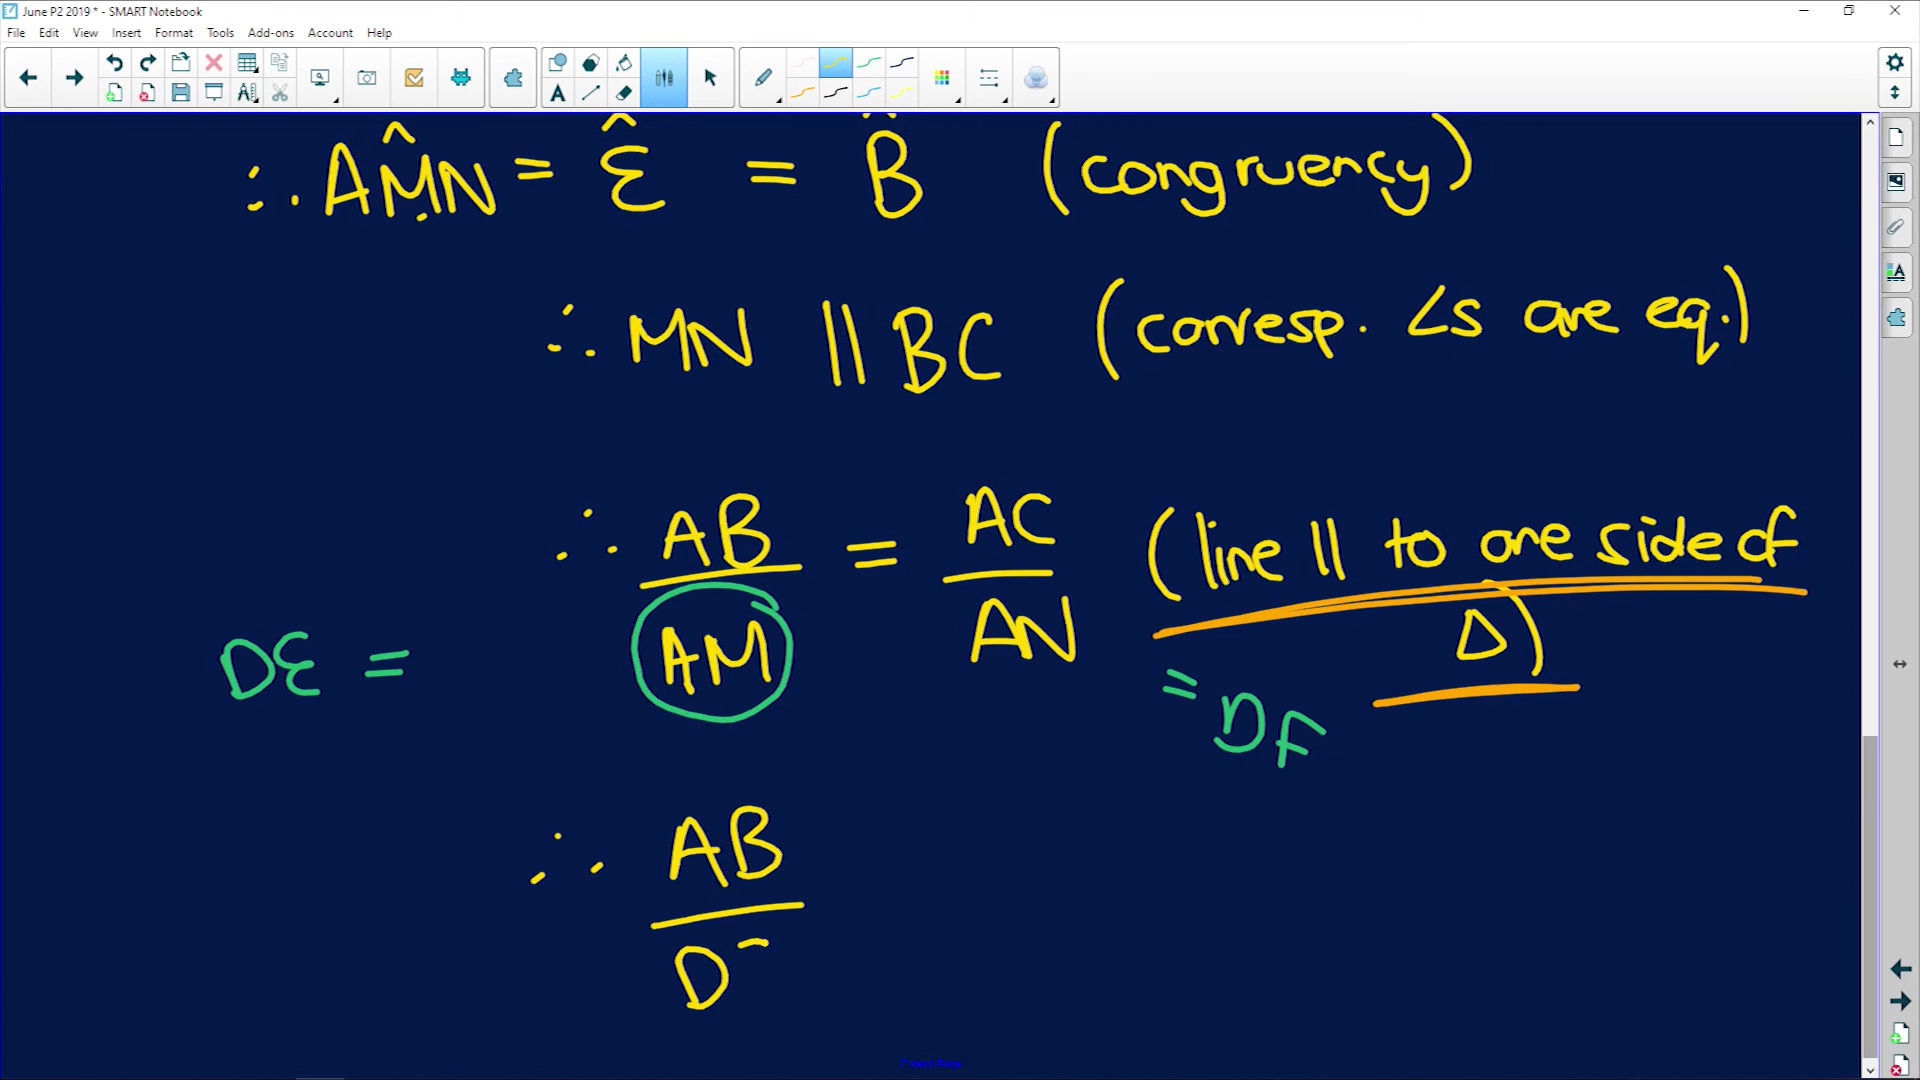 June P2 2019 * - SMART Notebook
File Edit View Insert Format Tools Add-ons Account Help
∴ AM̂N = Ê = B̂ (congruency)
∴ MN || BC (corresp. ∠s are eq.)
∴ AB/AM = AC/AN (line || to one side of
Δ)
DE =
= DF
∴ AB/D